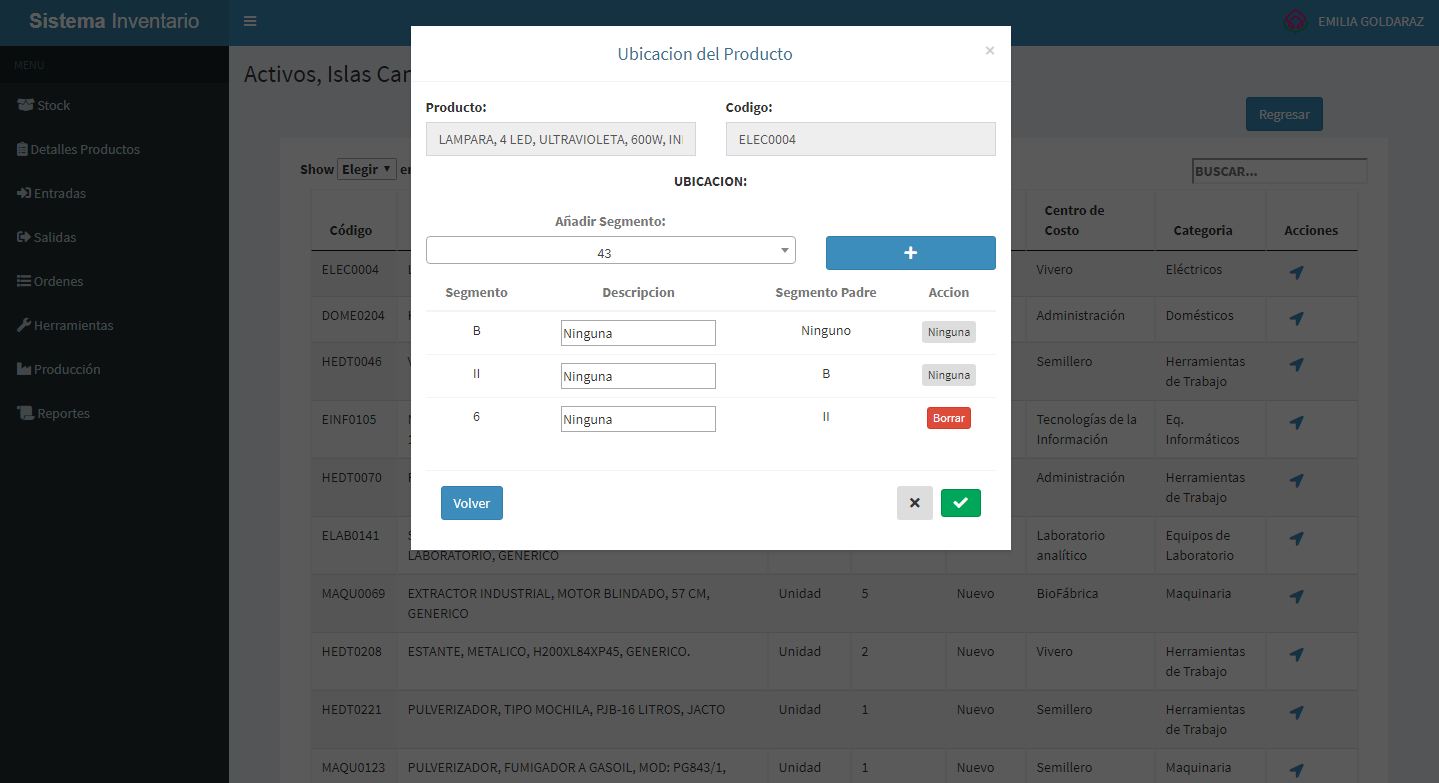 Sistema Inventario
EMILIA GOLDARAZ
MENU
Stock
Detalles Productos
Entradas
Salidas
Ordenes
Herramientas
Producción
Reportes
Activos, Islas Can
Regresar
Show Elegir en
BUSCAR...
Ubicacion del Producto
×
Producto:
Codigo:
LAMPARA, 4 LED, ULTRAVIOLETA, 600W, IN
ELEC0004
UBICACION:
Añadir Segmento:
43
+
Segmento Descripcion Segmento Padre Accion
B Ninguna Ninguno Ninguna
II Ninguna B Ninguna
6 Ninguna II Borrar
Volver
Código Centro de Costo Categoria Acciones
ELEC0004 Vivero Eléctricos
DOME0204 Administración Domésticos
HEDT0046 Semillero Herramientas
de Trabajo
EINF0105 Tecnologías de la Eq.
Información Informáticos
HEDT0070 Administración Herramientas
de Trabajo
ELAB0141 Laboratorio Equipos de
LABORATORIO, GENERICO analítico Laboratorio
MAQU0069 EXTRACTOR INDUSTRIAL, MOTOR BLINDADO, 57 CM, Unidad 5 Nuevo BioFábrica Maquinaria
GENERICO
HEDT0208 ESTANTE, METALICO, H200XL84XP45, GENERICO. Unidad 2 Nuevo Vivero Herramientas
de Trabajo
HEDT0221 PULVERIZADOR, TIPO MOCHILA, PJB-16 LITROS, JACTO Unidad 1 Nuevo Semillero Herramientas
de Trabajo
MAQU0123 PULVERIZADOR, FUMIGADOR A GASOIL, MOD: PG843/1, Unidad 1 Nuevo Semillero Maquinaria